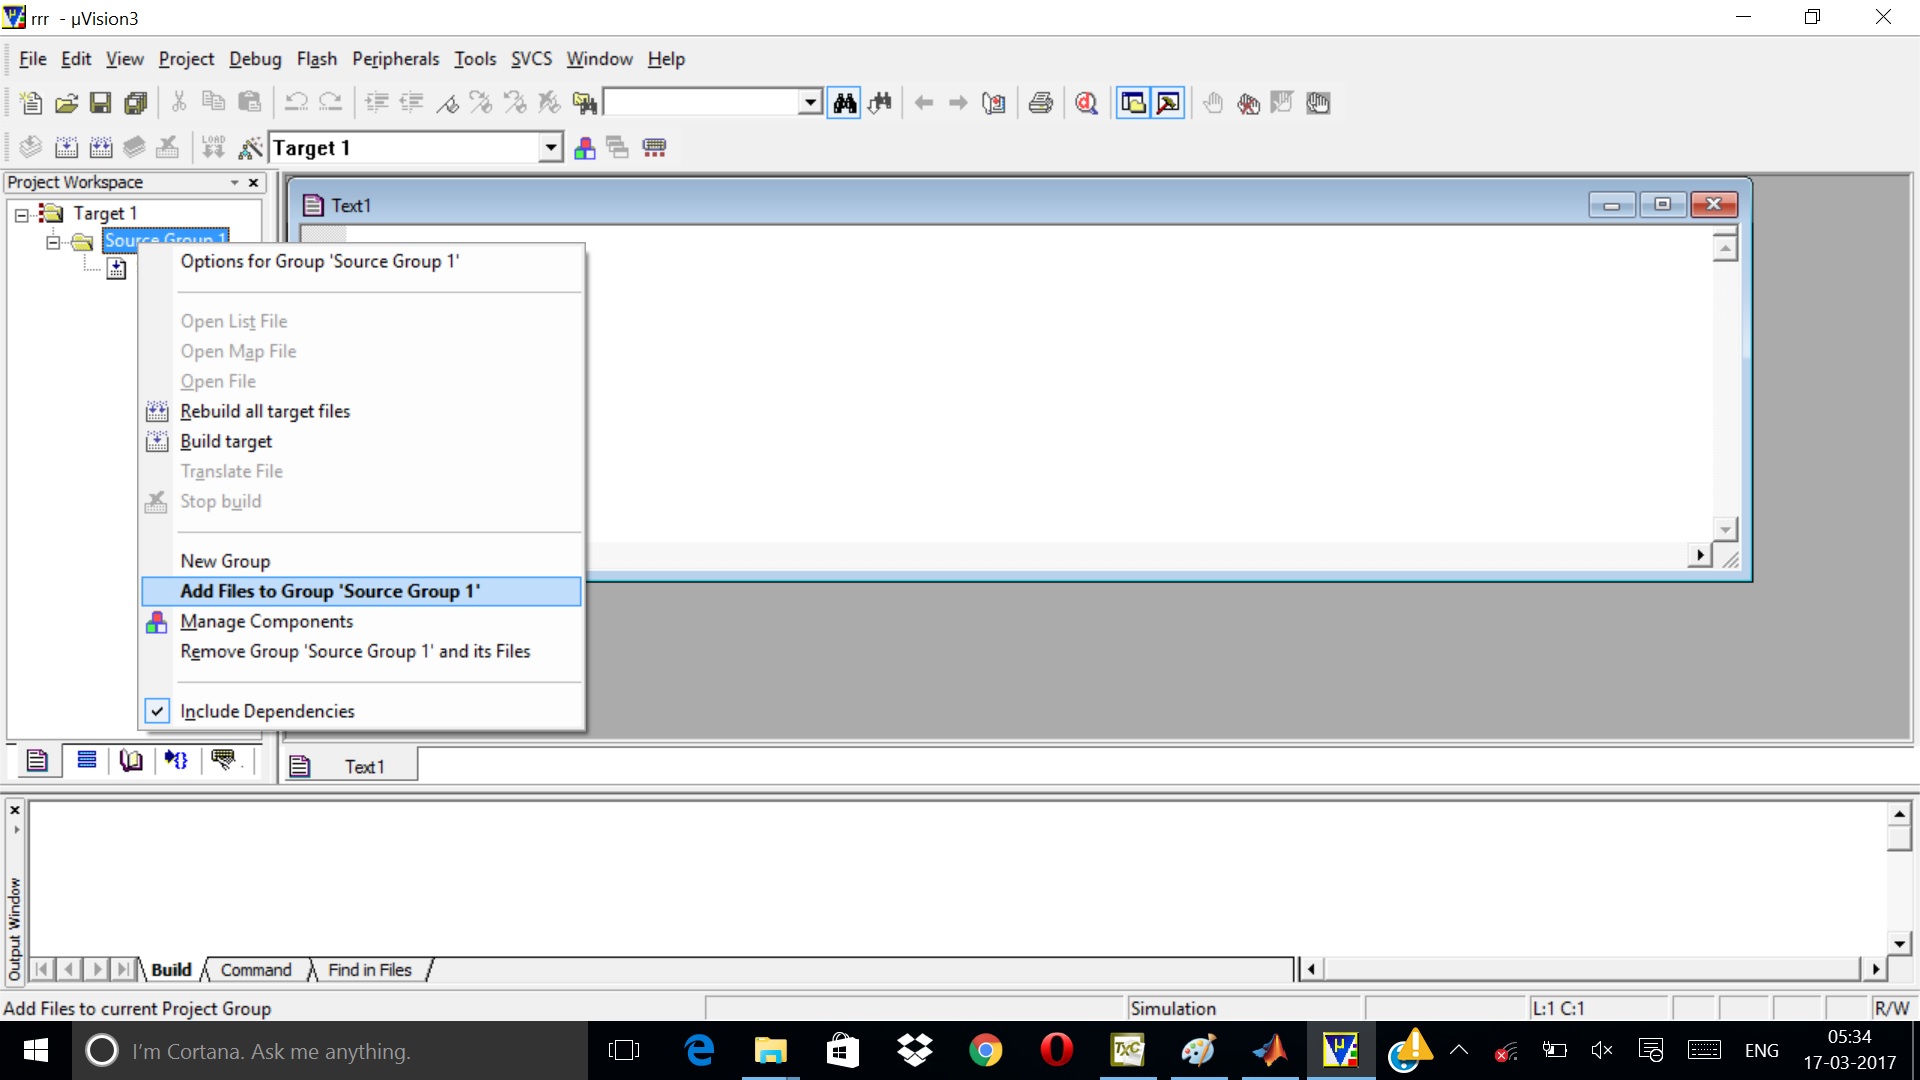 rrr - µVision3
File Edit View Project Debug Flash Peripherals Tools SVCS Window Help
LOAD
Target 1
Project Workspace
Target 1
Source Group 1
Text1
Options for Group 'Source Group 1'
Open List File
Open Map File
Open File
Rebuild all target files
Build target
Translate File
Stop build
New Group
Add Files to Group 'Source Group 1'
Manage Components
Remove Group 'Source Group 1' and its Files
Include Dependencies
Text1
Output Window
Build Command Find in Files
Add Files to current Project Group
Simulation
L:1 C:1
R/W
I'm Cortana. Ask me anything.
TXC
ENG
05:34
17-03-2017